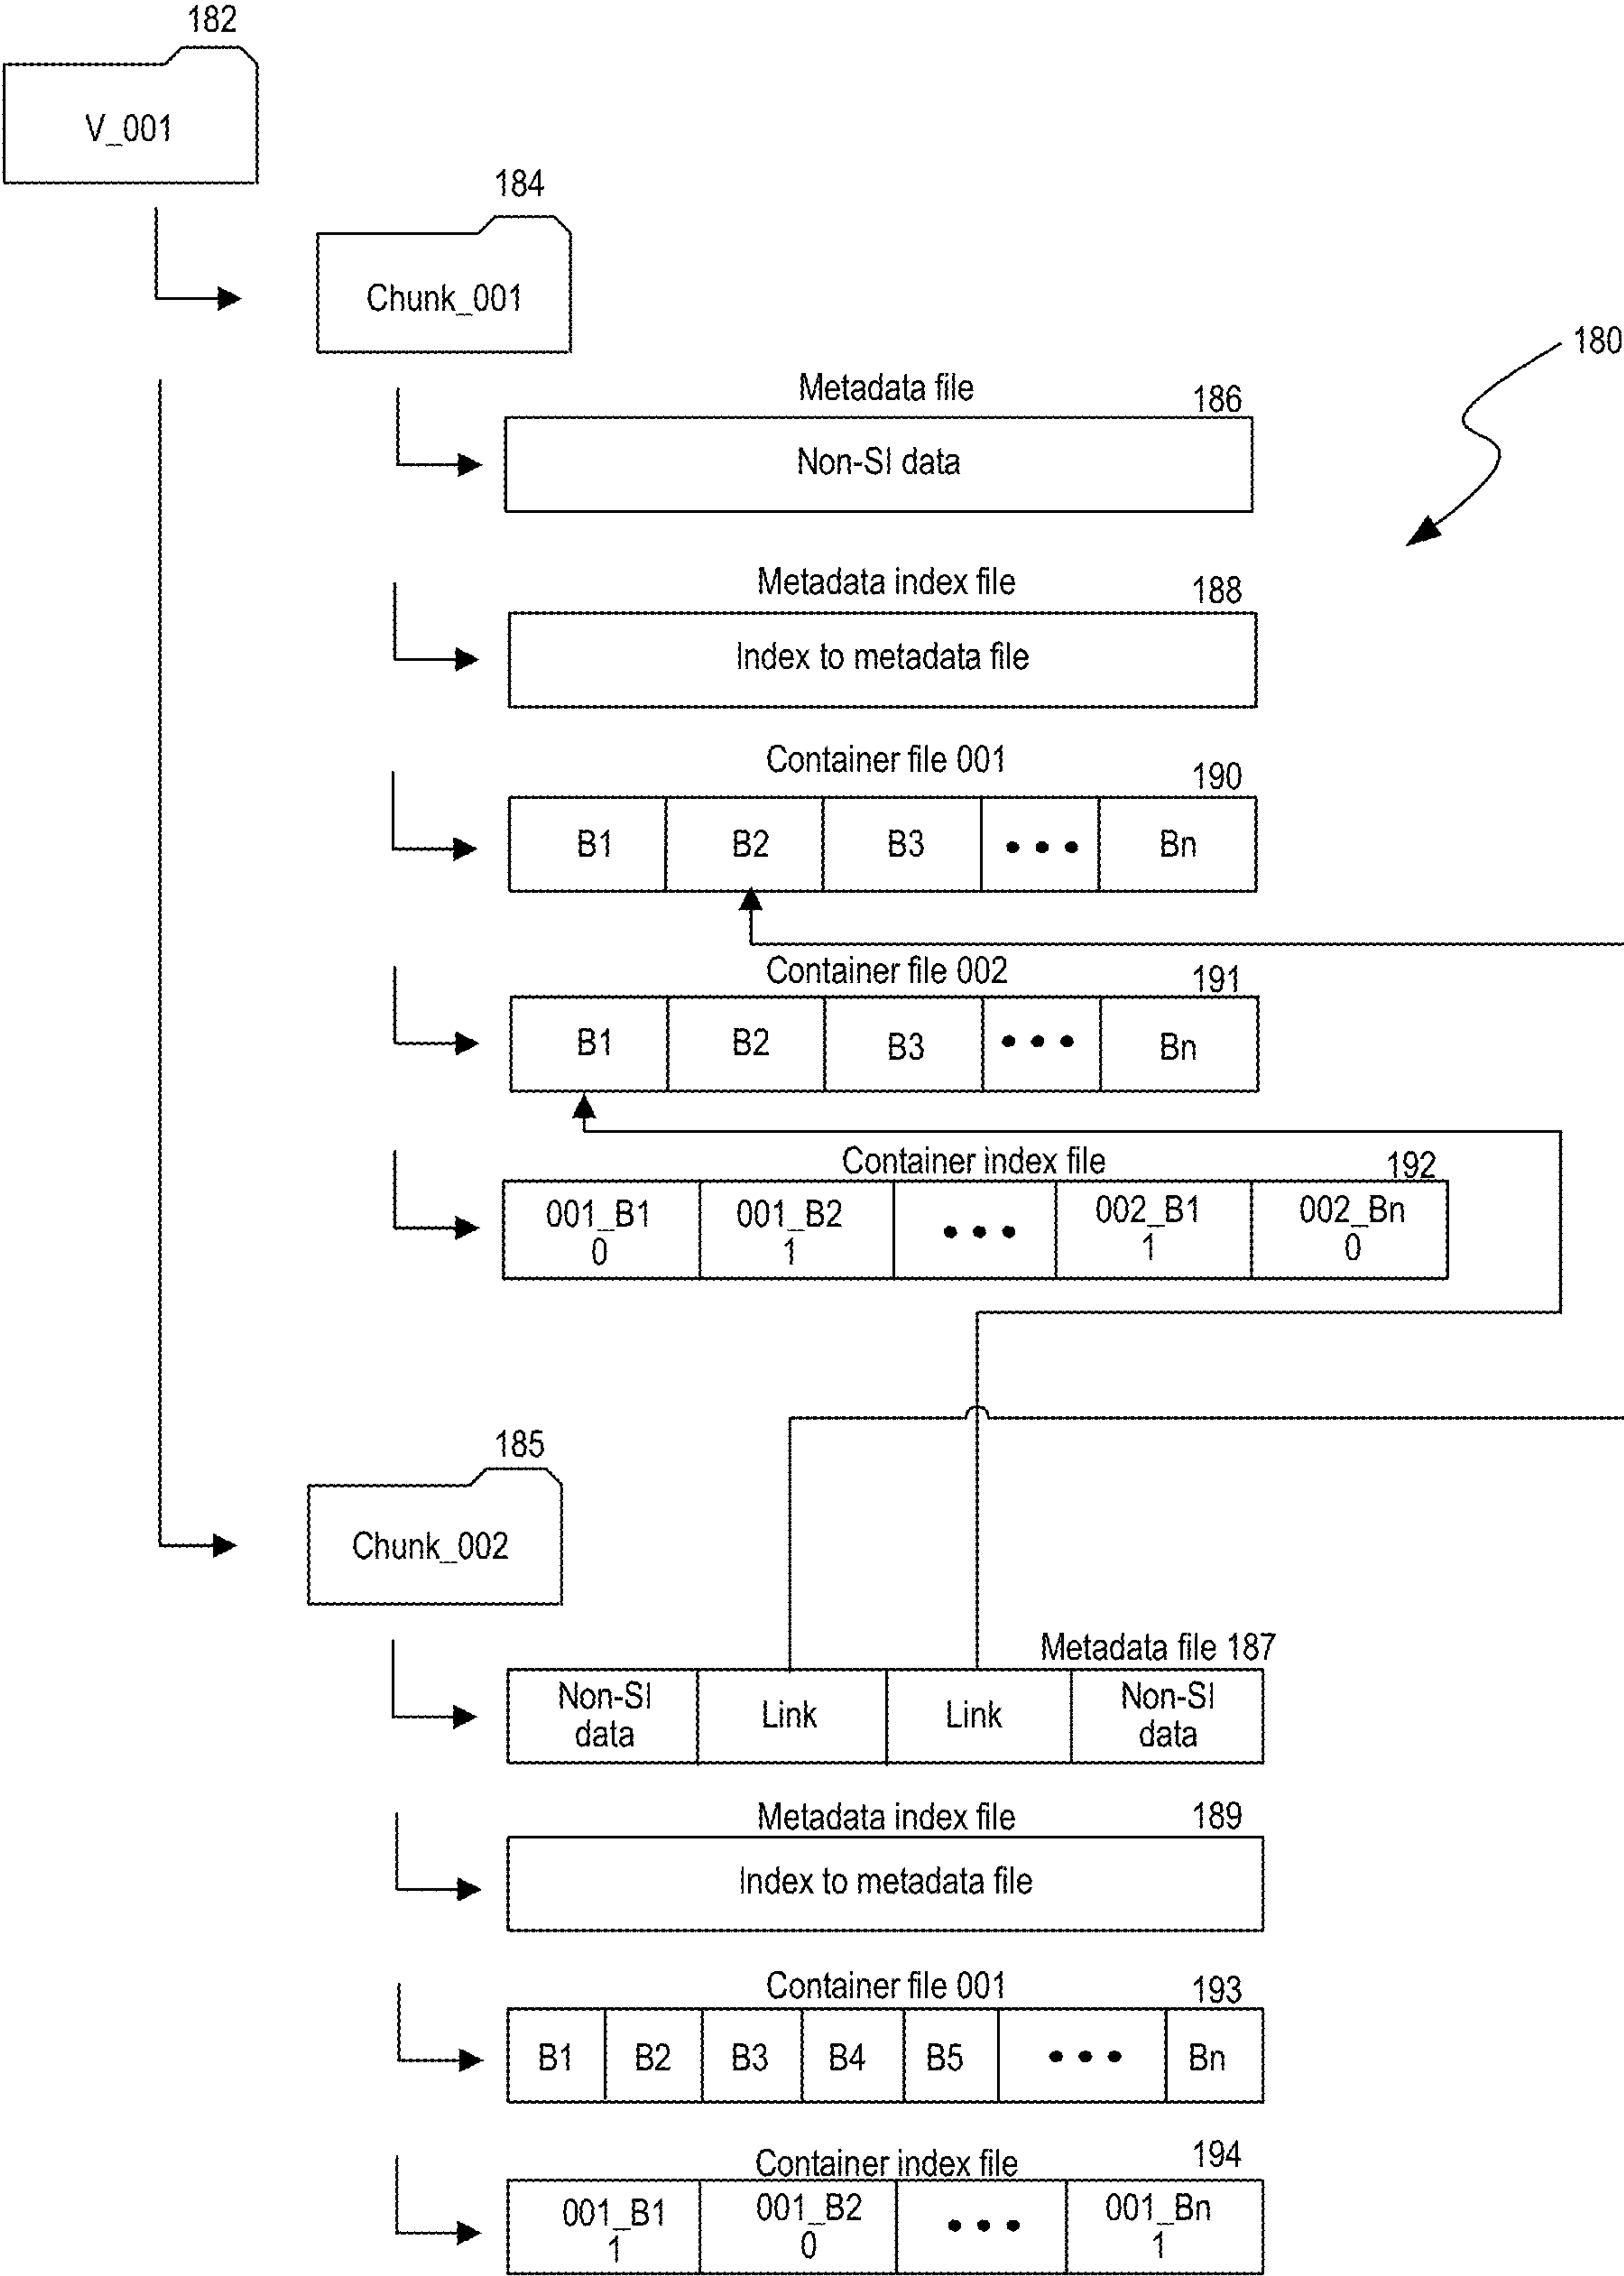 182
V_001
184
Chunk_001
180
Metadata file
186
Non-SI data
Metadata index file
188
Index to metadata file
Container file 001
190
B1 B2 B3 ••• Bn
Container file 002
191
B1 B2 B3 ••• Bn
Container index file
192
001_B1 001_B2 ••• 002_B1 002_Bn
0 1 1 0
185
Chunk_002
Metadata file 187
Non-SI Link Link Non-SI
data data
Metadata index file
189
Index to metadata file
Container file 001
193
B1 B2 B3 B4 B5 ••• Bn
Container index file
194
001_B1 001_B2 ••• 001_Bn
1 0 1